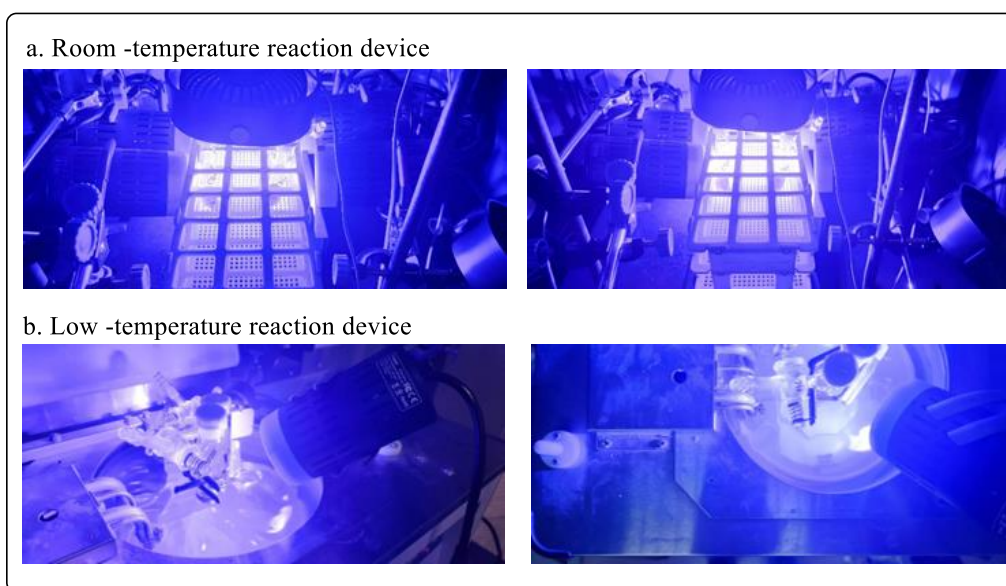 a. Room -temperature reaction device
b. Low -temperature reaction device